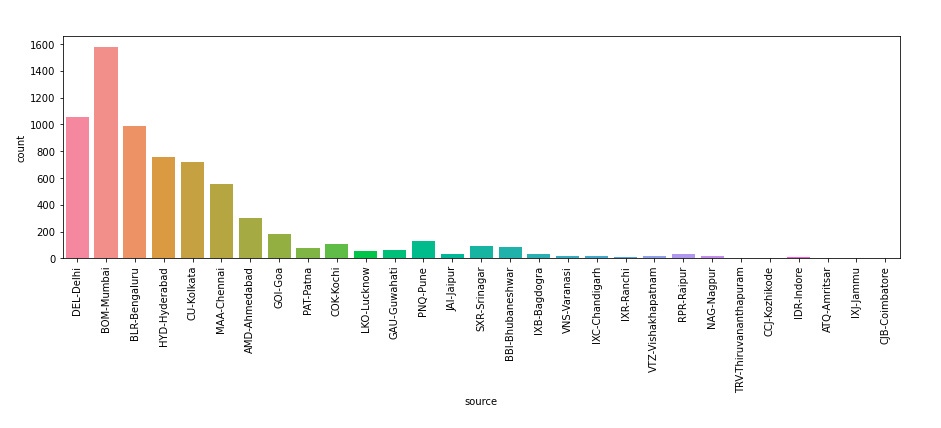 1600
1400
1200
1000
800
600
400
200
0
count
DEL-Delhi
BOM-Mumbai
BLR-Bengaluru
HYD-Hyderabad
CU-Kolkata
MAA-Chennai
AMD-Ahmedabad
GOI-Goa
PAT-Patna
COK-Kochi
LKO-Lucknow
GAU-Guwahati
PNQ-Pune
JAI-Jaipur
SXR-Srinagar
BBI-Bhubaneshwar
IXB-Bagdogra
VNS-Varanasi
IXC-Chandigarh
IXR-Ranchi
VTZ-Vishakhapatnam
RPR-Raipur
NAG-Nagpur
TRV-Thiruvananthapuram
CCJ-Kozhikode
IDR-Indore
ATQ-Amritsar
IXJ-Jammu
CJB-Coimbatore
source